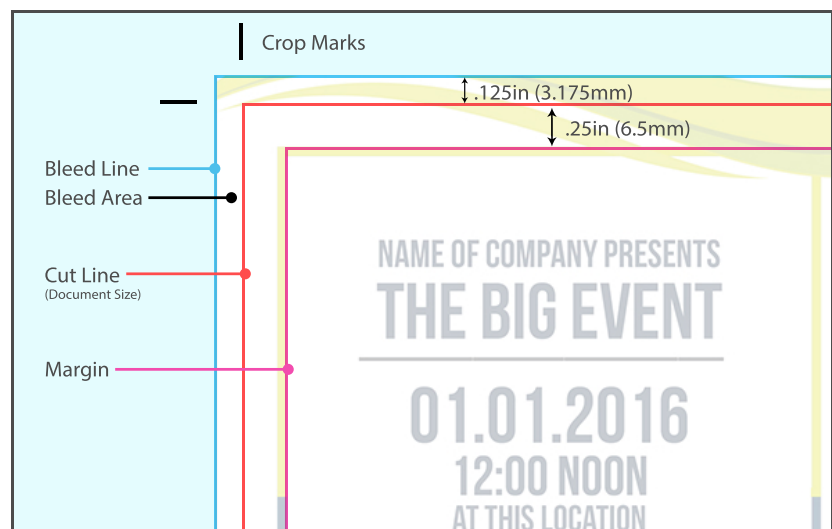 Crop Marks
.125in (3.175mm)
.25in (6.5mm)
Bleed Line
Bleed Area
Cut Line
(Document Size)
Margin
NAME OF COMPANY PRESENTS
THE BIG EVENT
01.01.2016
12:00 NOON
AT THIS LOCATION